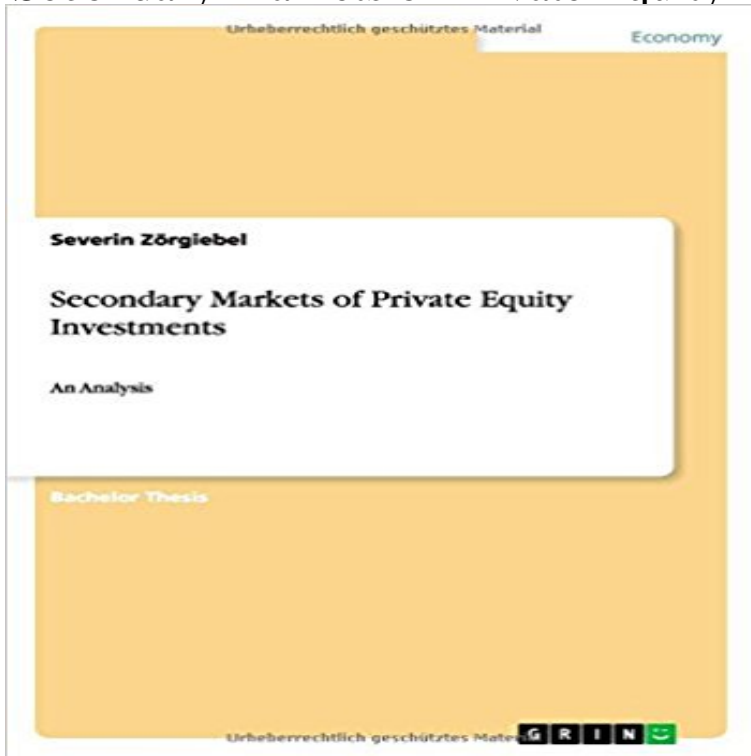 Urheberrechtlich geschütztes Material
Economy
Severin Zörgiebel
Secondary Markets of Private Equity
Investments
An Analysis
Bachelor Thesis
Urheberrechtlich geschütztes Mate
GRIN